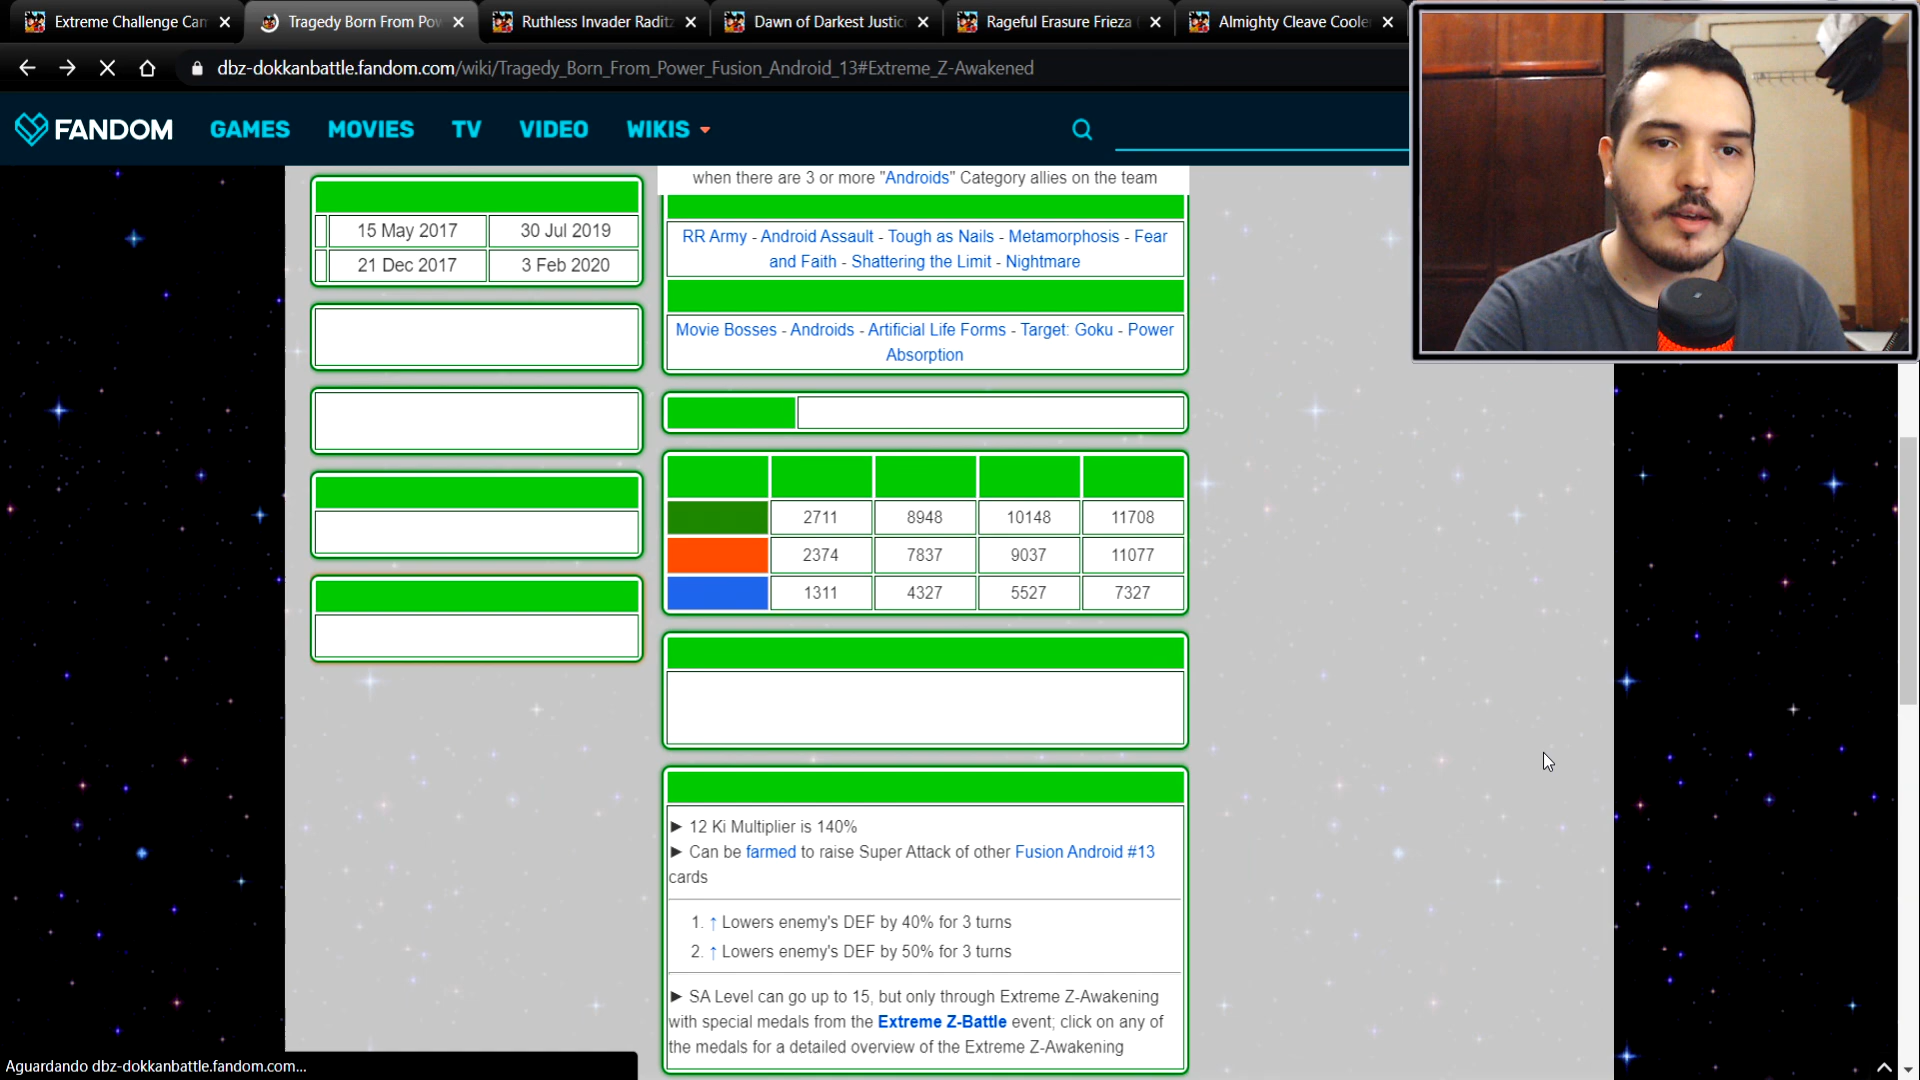 Extreme Challenge Can
Tragedy Born From Pow
Ruthless Invader Raditz
Dawn of Darkest Justic
Rageful Erasure Frieza
Almighty Cleave Cooler
dbz-dokkanbattle.fandom.com/wiki/Tragedy_Born_From_Power_Fusion_Android_13#Extreme_Z-Awakened
FANDOM
GAMES
MOVIES
TV
VIDEO
WIKIS
15 May 2017
30 Jul 2019
21 Dec 2017
3 Feb 2020
when there are 3 or more "Androids" Category allies on the team
RR Army - Android Assault - Tough as Nails - Metamorphosis - Fear
and Faith - Shattering the Limit - Nightmare
Movie Bosses - Androids - Artificial Life Forms - Target: Goku - Power
Absorption
2711 8948 10148 11708
2374 7837 9037 11077
1311 4327 5527 7327
► 12 Ki Multiplier is 140%
► Can be farmed to raise Super Attack of other Fusion Android #13
cards
1. ↑ Lowers enemy's DEF by 40% for 3 turns
2. ↑ Lowers enemy's DEF by 50% for 3 turns
► SA Level can go up to 15, but only through Extreme Z-Awakening
with special medals from the Extreme Z-Battle event; click on any of
the medals for a detailed overview of the Extreme Z-Awakening
Aguardando dbz-dokkanbattle.fandom.com...